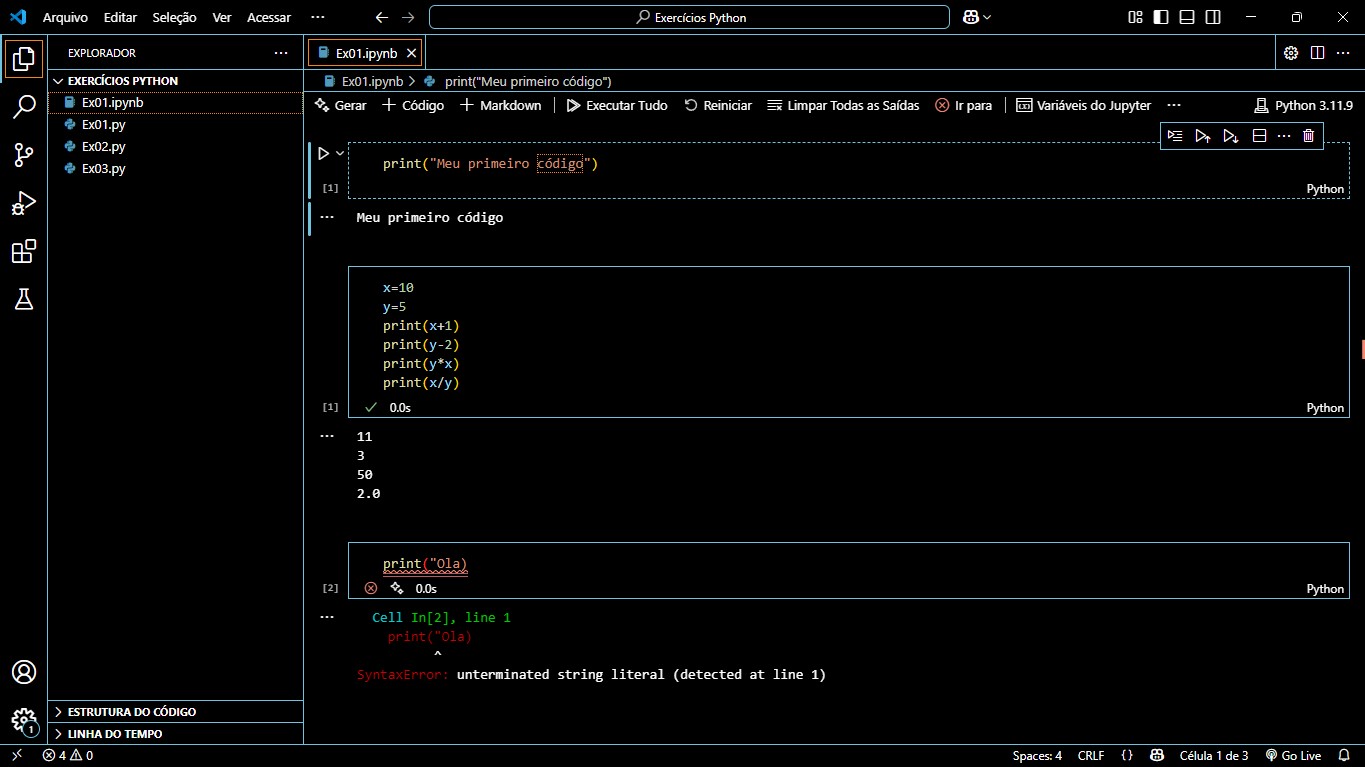 Arquivo Editar Seleção Ver Acessar ··· Exercícios Python
EXPLORADOR ···
EXERCÍCIOS PYTHON
Ex01.ipynb
Ex01.py
Ex02.py
Ex03.py
ESTRUTURA DO CÓDIGO
LINHA DO TEMPO
Ex01.ipynb
Ex01.ipynb > print("Meu primeiro código")
Gerar + Código + Markdown Executar Tudo Reiniciar Limpar Todas as Saídas Ir para Variáveis do Jupyter ··· Python 3.11.9
print("Meu primeiro código")
[1] Python
Meu primeiro código
x=10
y=5
print(x+1)
print(y-2)
print(y*x)
print(x/y)
[1] 0.0s Python
11
3
50
2.0
print("Ola)
[2] 0.0s Python
Cell In[2], line 1
print("Ola)
^
SyntaxError: unterminated string literal (detected at line 1)
1
4 0 Spaces: 4 CRLF {} Célula 1 de 3 Go Live